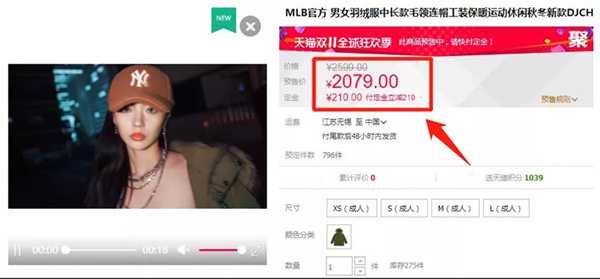 NEW
NY
00:00
00:15
MLB官方 男女羽绒服中长款毛领连帽工装保暖运动休闲秋冬新款DJCH
天猫双11全球狂欢季
此商品预售中，请快付定金！
聚
价格 ¥2599.00
预售价 ¥2079.00
定金 ¥210.00 付定金立减210
预售规则
运费 江苏无锡 至 中国
付尾款后48小时内发货
预定件数 796件
累计评价 0
送天猫积分 1039
尺寸 XS（成人） S（成人） M（成人） L（成人）
颜色分类
数量 1 件 库存275件